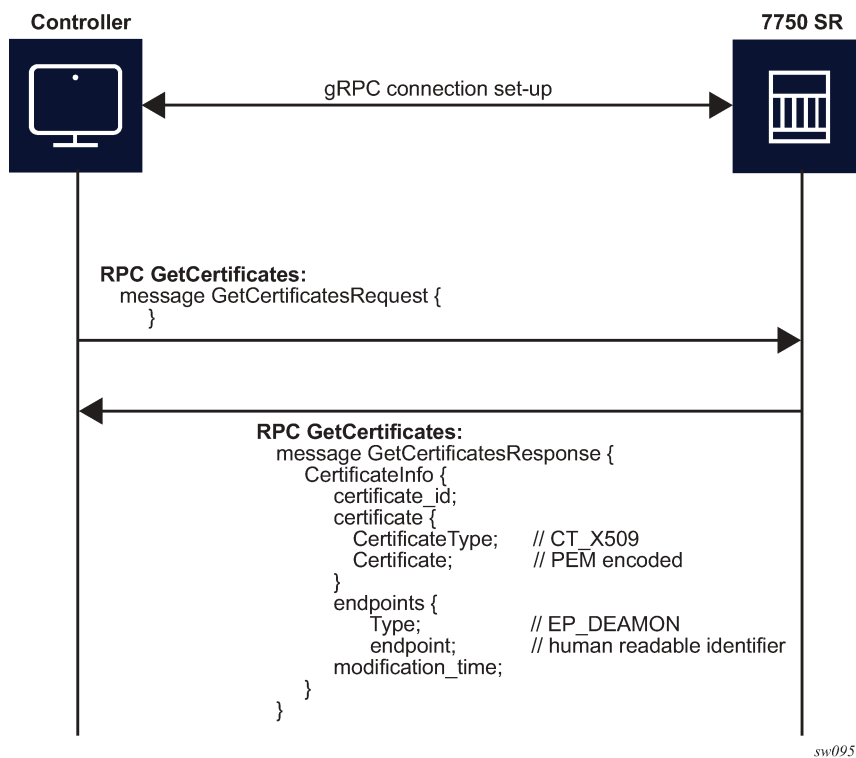 Controller
7750 SR
gRPC connection set-up
RPC GetCertificates:
message GetCertificatesRequest {
}
RPC GetCertificates:
message GetCertificatesResponse {
CertificateInfo {
certificate_id;
certificate {
CertificateType; // CT_X509
Certificate; // PEM encoded
}
endpoints {
Type; // EP_DEAMON
endpoint; // human readable identifier
modification_time;
}
}
sw095